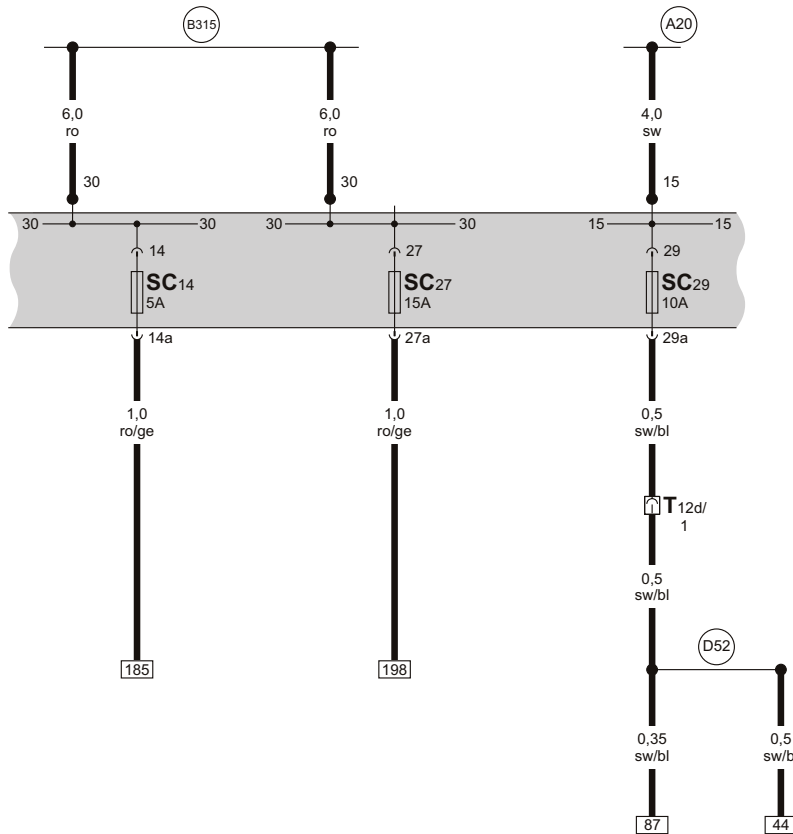 B315
A20
6,0
ro
6,0
ro
4,0
sw
30
30
15
30
30
30
30
15
15
14
27
29
SC14
5A
SC27
15A
SC29
10A
14a
27a
29a
1,0
ro/ge
1,0
ro/ge
0,5
sw/bl
T12d/
1
0,5
sw/bl
D52
185
198
0,35
sw/bl
0,5
sw/b
87
44